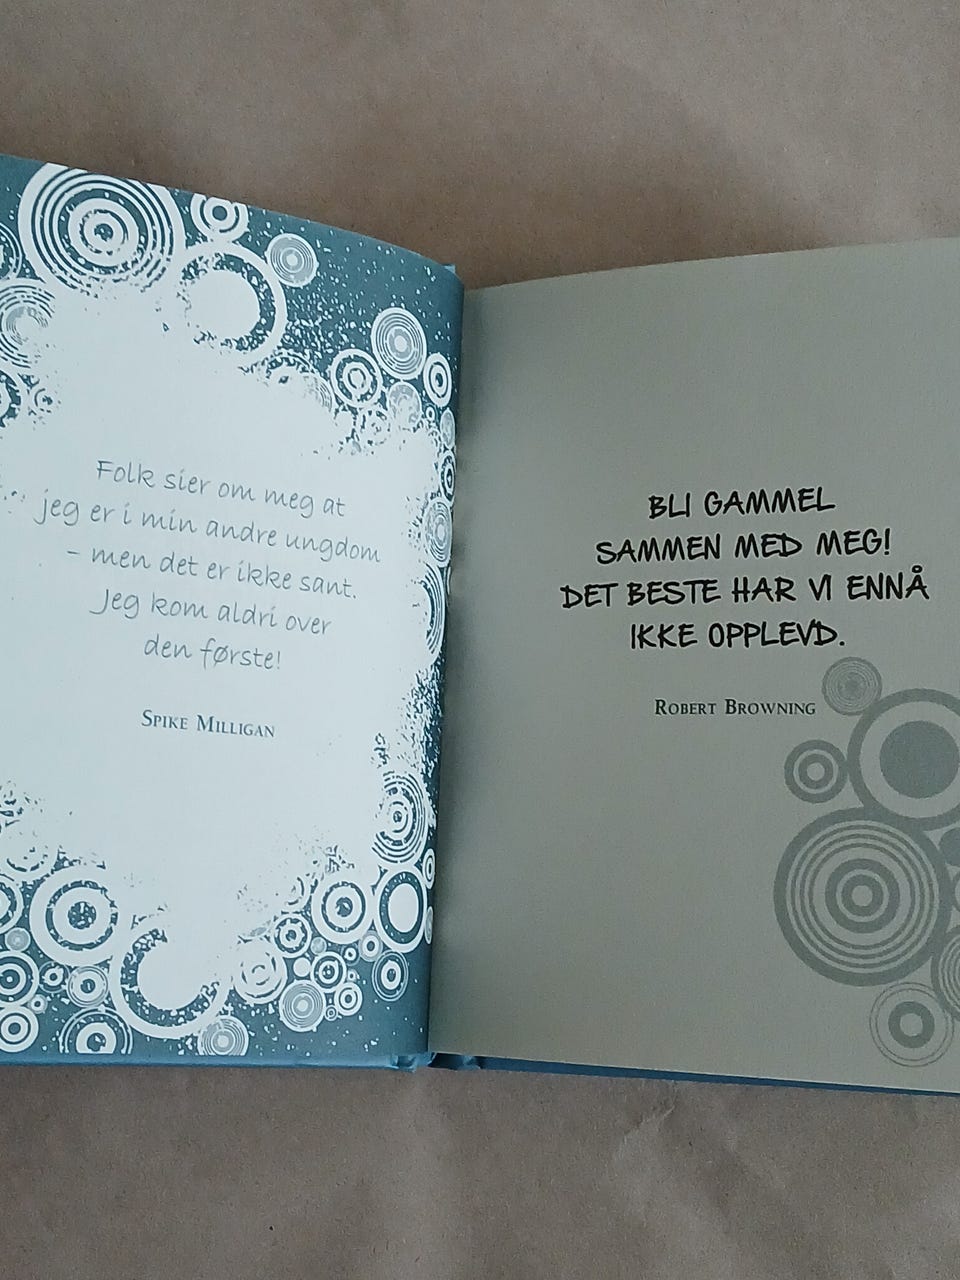 Folk sier om meg at
jeg er i min andre ungdom
– men det er ikke sant.
Jeg kom aldri over
den første!
Spike Milligan
BLI GAMMEL
SAMMEN MED MEG!
DET BESTE HAR VI ENNÅ
IKKE OPPLEVD.
Robert Browning